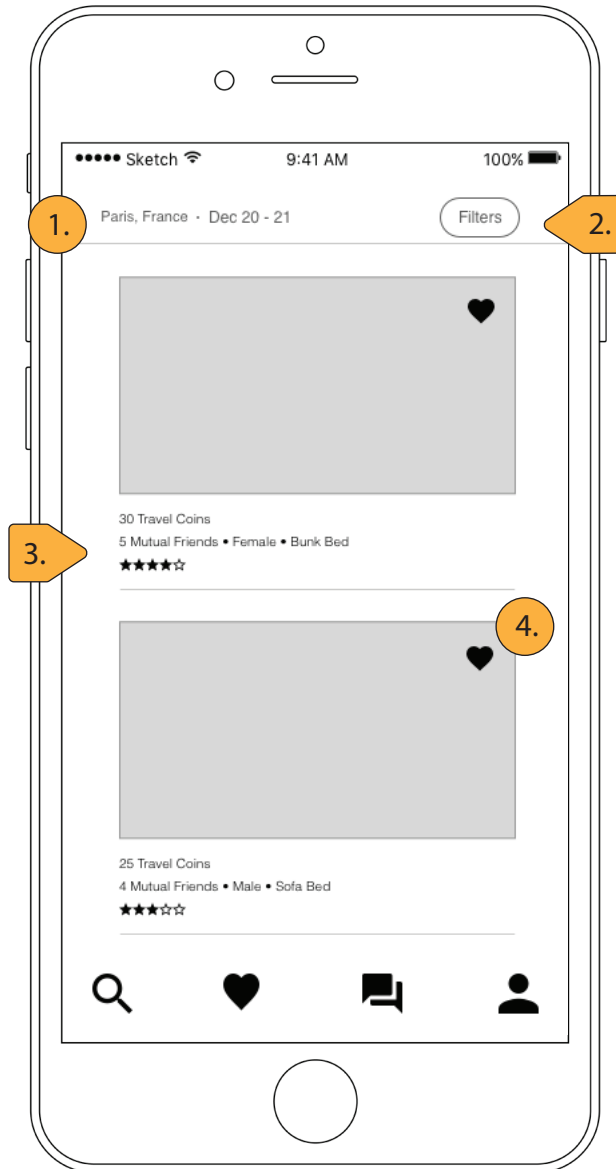 Sketch 9:41 AM 100%
1. Paris, France · Dec 20 - 21 Filters 2.
30 Travel Coins
5 Mutual Friends • Female • Bunk Bed
3.
4.
25 Travel Coins
4 Mutual Friends • Male • Sofa Bed